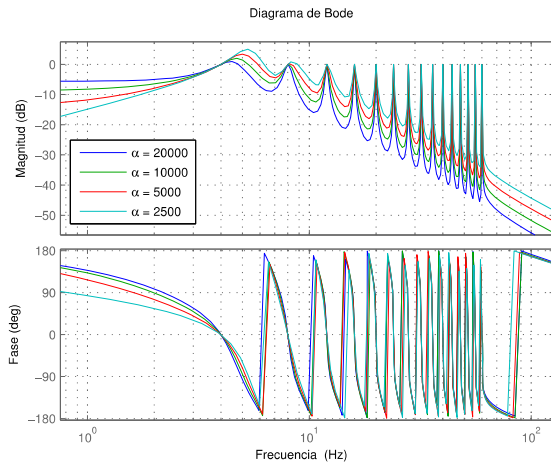 Diagrama de Bode
Magnitud (dB)
0
−10
−20
−30
−40
−50
α = 20000
α = 10000
α = 5000
α = 2500
Fase (deg)
180
90
0
−90
−180
10^0
10^1
10^2
Frecuencia (Hz)